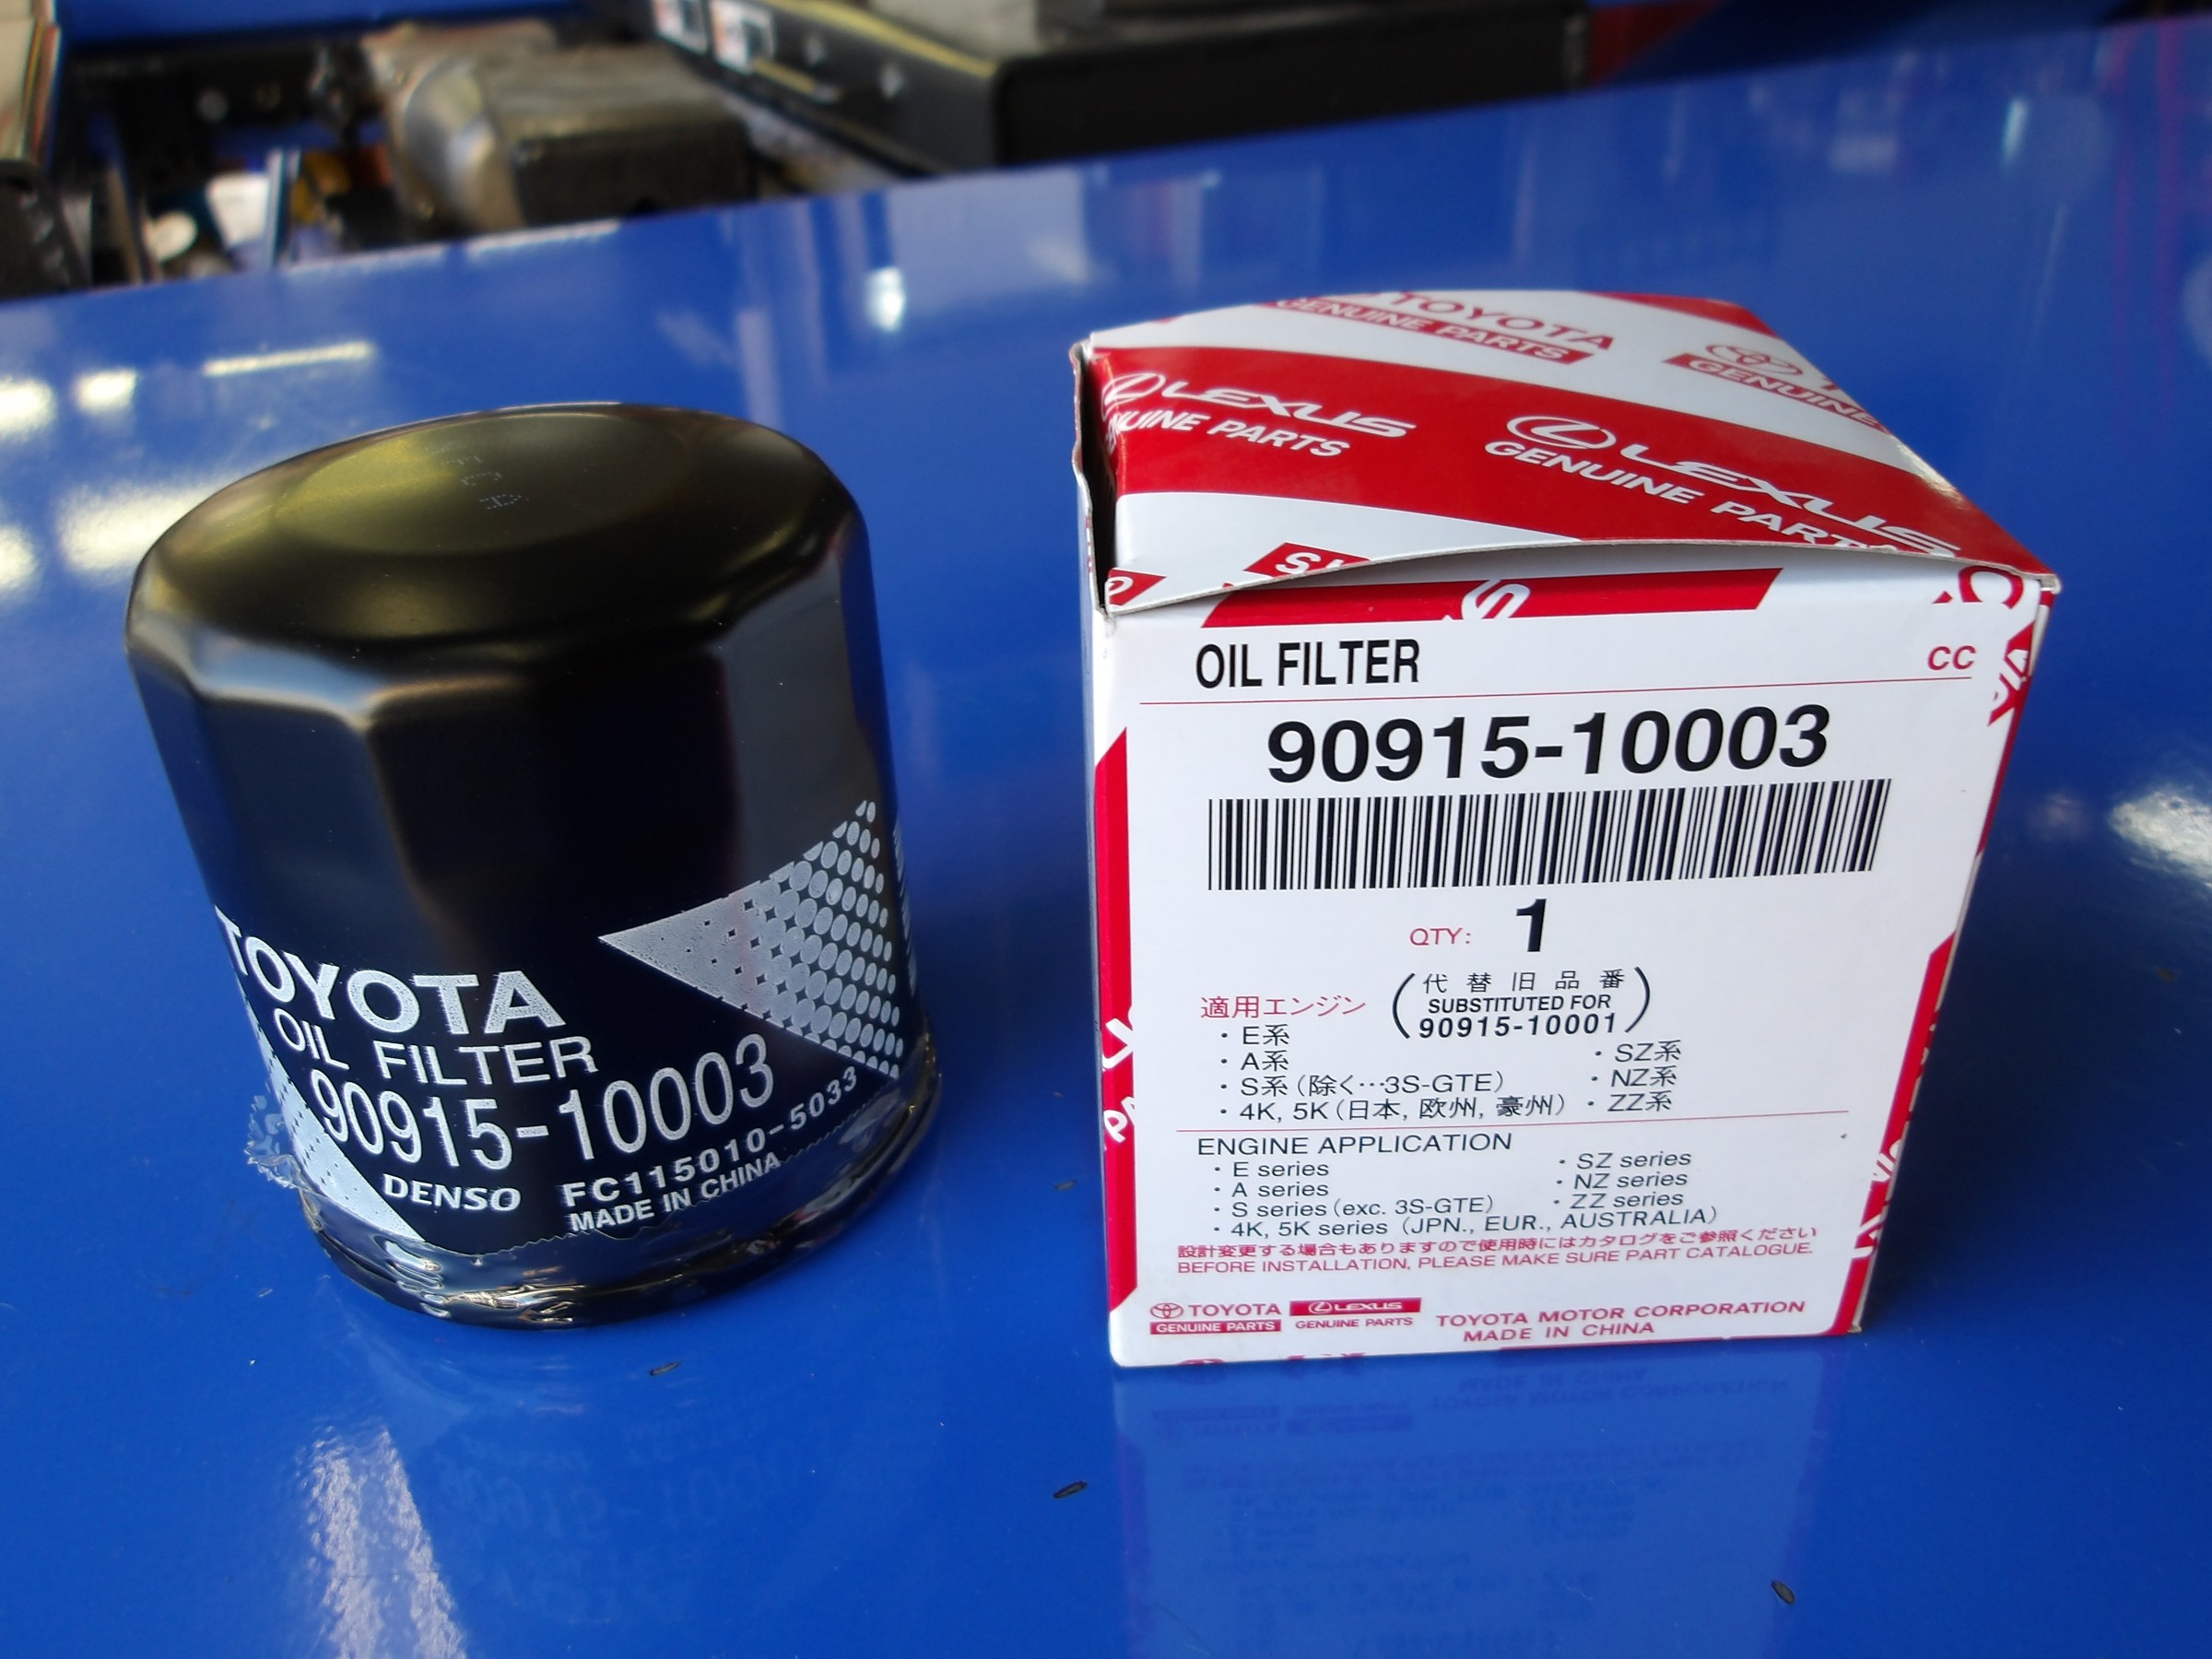 TOYOTA
OIL FILTER
90915-10003
DENSO
FC115010-5033
MADE IN CHINA
TOYOTA
GENUINE PARTS
GENUINE
LEXUS
PARTS
LEXUS
GENUINE PARTS
OIL FILTER
CC
90915-10003
QTY: 1
(代替旧品番
SUBSTITUTED FOR
90915-10001)
適用エンジン
・E系
・A系
・S系(除く…3S-GTE)
・4K, 5K(日本, 欧州, 豪州)
・SZ系
・NZ系
・ZZ系
ENGINE APPLICATION
・E series
・A series
・S series (exc. 3S-GTE)
・4K, 5K series (JPN., EUR., AUSTRALIA)
・SZ series
・NZ series
・ZZ series
設計変更する場合もありますので使用時にはカタログをご参照ください
BEFORE INSTALLATION, PLEASE MAKE SURE PART CATALOGUE.
TOYOTA
GENUINE PARTS
LEXUS
GENUINE PARTS
TOYOTA MOTOR CORPORATION
MADE IN CHINA